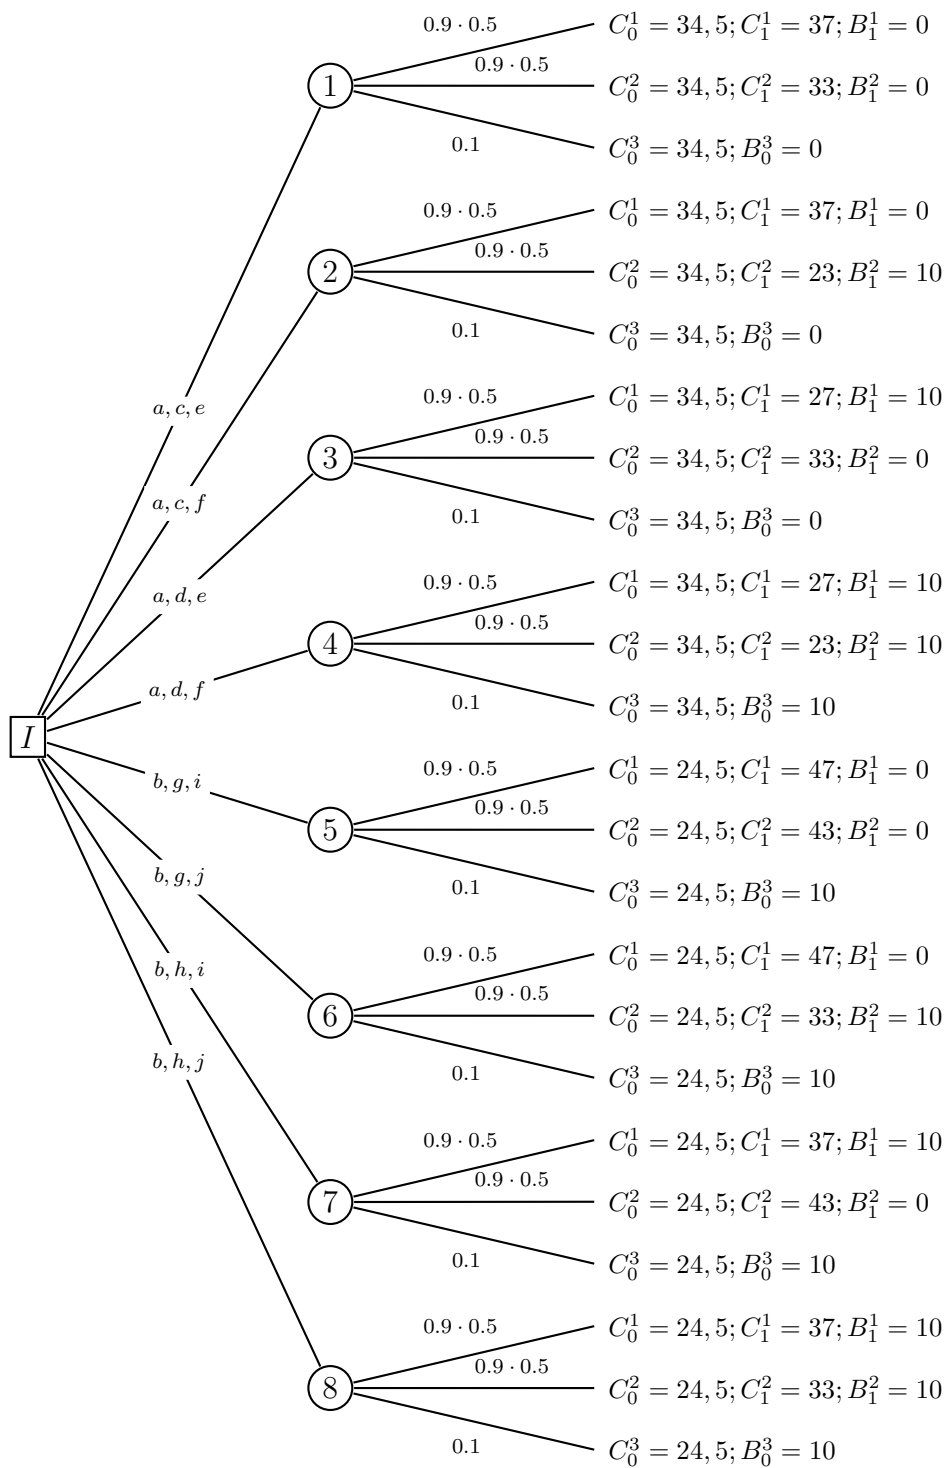 0.9 · 0.5
$C_0^1 = 34,5; C_1^1 = 37; B_1^1 = 0$
1
0.9 · 0.5
$C_0^2 = 34,5; C_1^2 = 33; B_1^2 = 0$
0.1
$C_0^3 = 34,5; B_0^3 = 0$
0.9 · 0.5
$C_0^1 = 34,5; C_1^1 = 37; B_1^1 = 0$
2
0.9 · 0.5
$C_0^2 = 34,5; C_1^2 = 23; B_1^2 = 10$
0.1
$C_0^3 = 34,5; B_0^3 = 0$
a, c, e
0.9 · 0.5
$C_0^1 = 34,5; C_1^1 = 27; B_1^1 = 10$
3
0.9 · 0.5
$C_0^2 = 34,5; C_1^2 = 33; B_1^2 = 0$
a, c, f
0.1
$C_0^3 = 34,5; B_0^3 = 0$
a, d, e
0.9 · 0.5
$C_0^1 = 34,5; C_1^1 = 27; B_1^1 = 10$
4
0.9 · 0.5
$C_0^2 = 34,5; C_1^2 = 23; B_1^2 = 10$
a, d, f
0.1
$C_0^3 = 34,5; B_0^3 = 10$
I
b, g, i
0.9 · 0.5
$C_0^1 = 24,5; C_1^1 = 47; B_1^1 = 0$
5
0.9 · 0.5
$C_0^2 = 24,5; C_1^2 = 43; B_1^2 = 0$
b, g, j
0.1
$C_0^3 = 24,5; B_0^3 = 10$
b, h, i
0.9 · 0.5
$C_0^1 = 24,5; C_1^1 = 47; B_1^1 = 0$
6
0.9 · 0.5
$C_0^2 = 24,5; C_1^2 = 33; B_1^2 = 10$
b, h, j
0.1
$C_0^3 = 24,5; B_0^3 = 10$
0.9 · 0.5
$C_0^1 = 24,5; C_1^1 = 37; B_1^1 = 10$
7
0.9 · 0.5
$C_0^2 = 24,5; C_1^2 = 43; B_1^2 = 0$
0.1
$C_0^3 = 24,5; B_0^3 = 10$
0.9 · 0.5
$C_0^1 = 24,5; C_1^1 = 37; B_1^1 = 10$
8
0.9 · 0.5
$C_0^2 = 24,5; C_1^2 = 33; B_1^2 = 10$
0.1
$C_0^3 = 24,5; B_0^3 = 10$